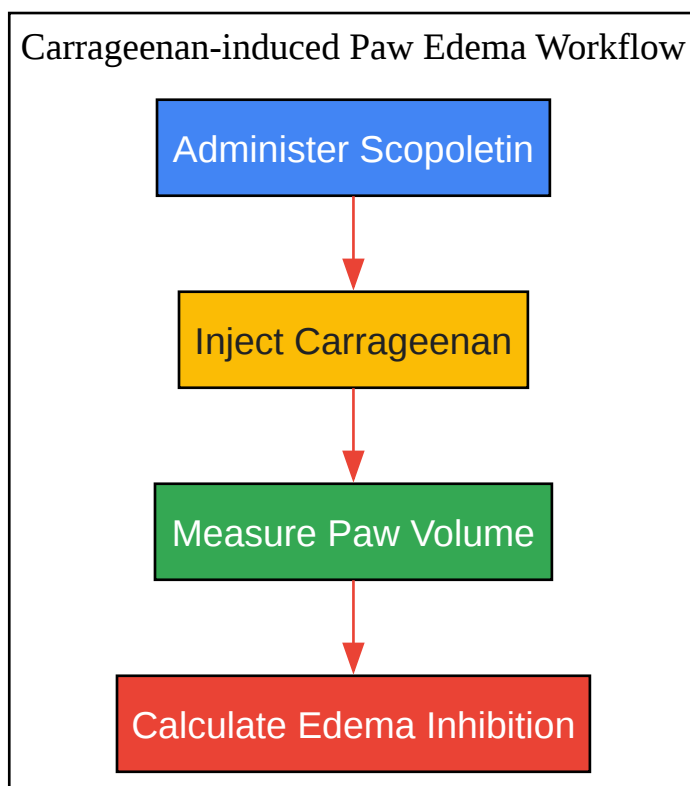 Carrageenan-induced Paw Edema Workflow
Administer Scopoletin
Inject Carrageenan
Measure Paw Volume
Calculate Edema Inhibition